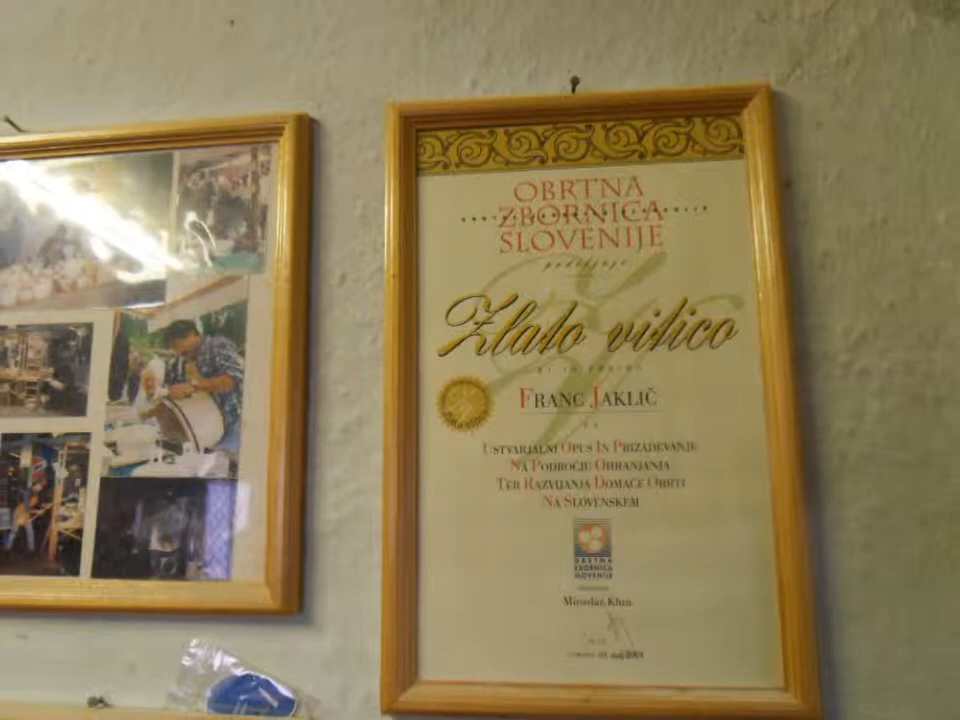 OBRTNA
ZBORNICA
SLOVENIJE
podeljuje
Zlato vitico
FRANC JAKLIČ
USTVARJALNI OPUS IN PRIZADEVANJE
NA PODROČJU OHRANJANJA
TER RAZVIJANJA DOMAČE OBRTI
NA SLOVENSKEM
OBRTNA
ZBORNICA
SLOVENIJE
Miroslav Klun